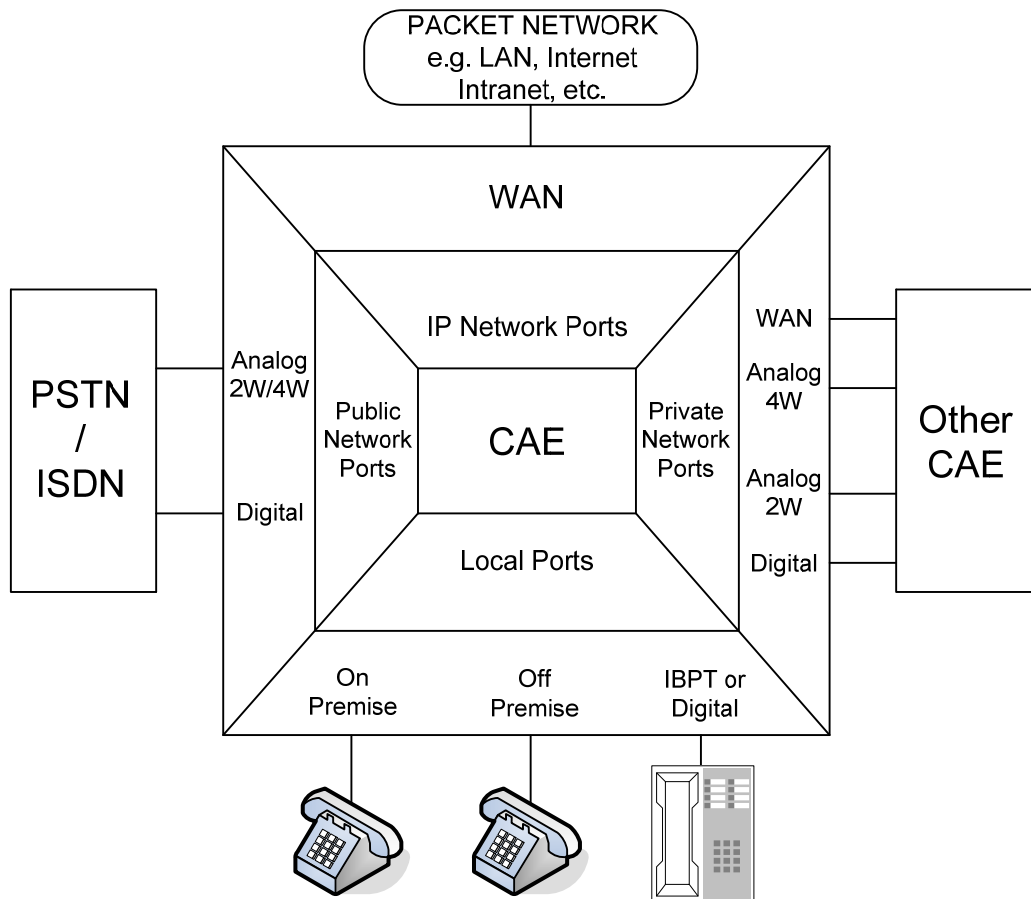 PACKET NETWORK
e.g. LAN, Internet
Intranet, etc.
WAN
IP Network Ports
PSTN
/
ISDN
Analog
2W/4W
Digital
Public
Network
Ports
CAE
Private
Network
Ports
WAN
Analog
4W
Analog
2W
Digital
Other
CAE
Local Ports
On
Premise
Off
Premise
IBPT or
Digital